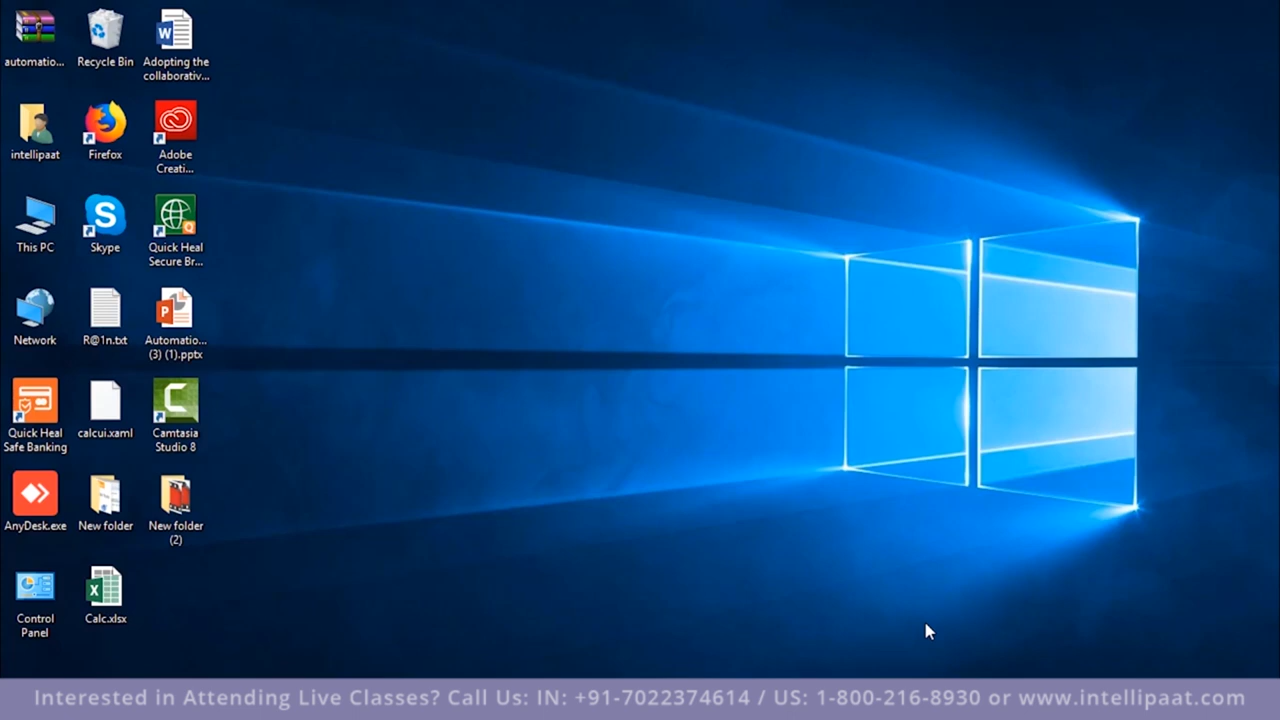 automatio...
Recycle Bin
Adopting the
collaborativ...
intellipaat
Firefox
Adobe
Creati...
This PC
Skype
Quick Heal
Secure Br...
Network
R@1n.txt
Automatio...
(3) (1).pptx
Quick Heal
Safe Banking
calcui.xaml
Camtasia
Studio 8
AnyDesk.exe
New folder
New folder
(2)
Control
Panel
Calc.xlsx
Interested in Attending Live Classes? Call Us: IN: +91-7022374614 / US: 1-800-216-8930 or www.intellipaat.com